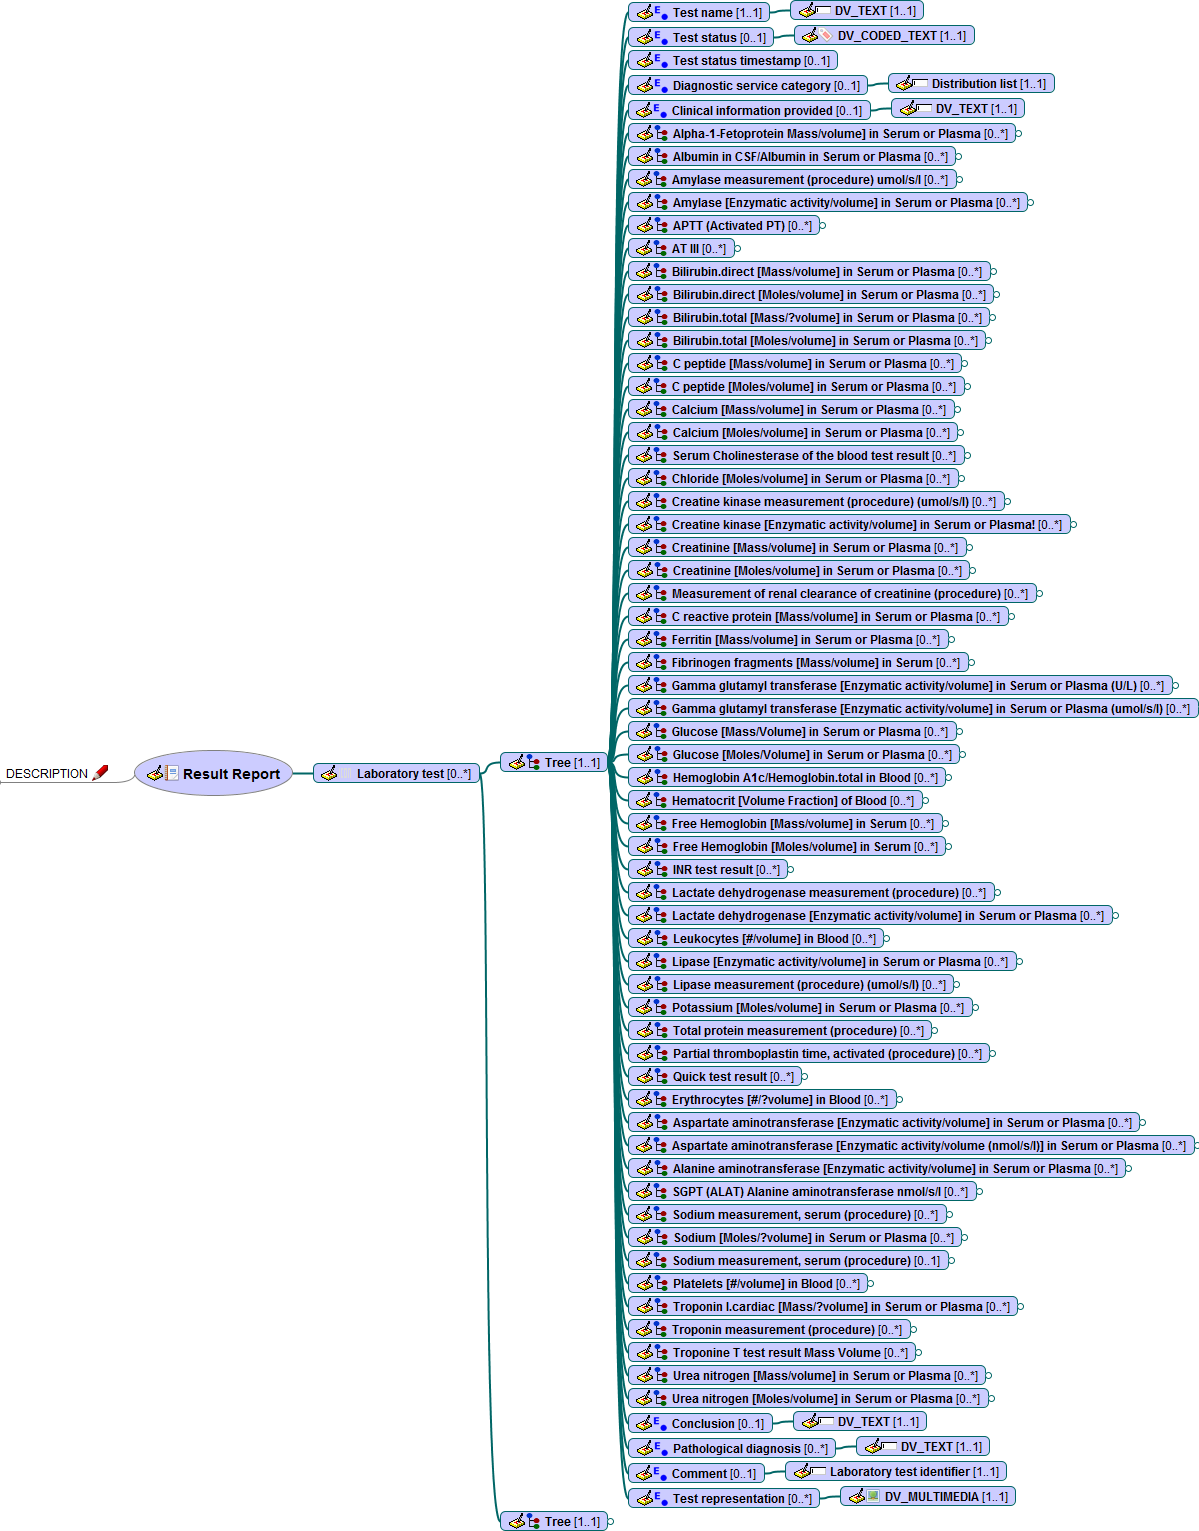 Test name [1..1] DV_TEXT [1..1]
Test status [0..1] DV_CODED_TEXT [1..1]
Test status timestamp [0..1]
Diagnostic service category [0..1] Distribution list [1..1]
Clinical information provided [0..1] DV_TEXT [1..1]
Alpha-1-Fetoprotein Mass/volume] in Serum or Plasma [0..*]
Albumin in CSF/Albumin in Serum or Plasma [0..*]
Amylase measurement (procedure) umol/s/l [0..*]
Amylase [Enzymatic activity/volume] in Serum or Plasma [0..*]
APTT (Activated PT) [0..*]
AT III [0..*]
Bilirubin.direct [Mass/volume] in Serum or Plasma [0..*]
Bilirubin.direct [Moles/volume] in Serum or Plasma [0..*]
Bilirubin.total [Mass/?volume] in Serum or Plasma [0..*]
Bilirubin.total [Moles/volume] in Serum or Plasma [0..*]
C peptide [Mass/volume] in Serum or Plasma [0..*]
C peptide [Moles/volume] in Serum or Plasma [0..*]
Calcium [Mass/volume] in Serum or Plasma [0..*]
Calcium [Moles/volume] in Serum or Plasma [0..*]
Serum Cholinesterase of the blood test result [0..*]
Chloride [Moles/volume] in Serum or Plasma [0..*]
Creatine kinase measurement (procedure) (umol/s/l) [0..*]
Creatine kinase [Enzymatic activity/volume] in Serum or Plasma! [0..*]
Creatinine [Mass/volume] in Serum or Plasma [0..*]
Creatinine [Moles/volume] in Serum or Plasma [0..*]
Measurement of renal clearance of creatinine (procedure) [0..*]
C reactive protein [Mass/volume] in Serum or Plasma [0..*]
Ferritin [Mass/volume] in Serum or Plasma [0..*]
Fibrinogen fragments [Mass/volume] in Serum [0..*]
Gamma glutamyl transferase [Enzymatic activity/volume] in Serum or Plasma (U/L) [0..*]
Gamma glutamyl transferase [Enzymatic activity/volume] in Serum or Plasma (umol/s/l) [0..*]
Glucose [Mass/Volume] in Serum or Plasma [0..*]
Glucose [Moles/Volume] in Serum or Plasma [0..*]
DESCRIPTION Result Report Laboratory test [0..*] Tree [1..1]
Hemoglobin A1c/Hemoglobin.total in Blood [0..*]
Hematocrit [Volume Fraction] of Blood [0..*]
Free Hemoglobin [Mass/volume] in Serum [0..*]
Free Hemoglobin [Moles/volume] in Serum [0..*]
INR test result [0..*]
Lactate dehydrogenase measurement (procedure) [0..*]
Lactate dehydrogenase [Enzymatic activity/volume] in Serum or Plasma [0..*]
Leukocytes [#/volume] in Blood [0..*]
Lipase [Enzymatic activity/volume] in Serum or Plasma [0..*]
Lipase measurement (procedure) (umol/s/l) [0..*]
Potassium [Moles/volume] in Serum or Plasma [0..*]
Total protein measurement (procedure) [0..*]
Partial thromboplastin time, activated (procedure) [0..*]
Quick test result [0..*]
Erythrocytes [#/?volume] in Blood [0..*]
Aspartate aminotransferase [Enzymatic activity/volume] in Serum or Plasma [0..*]
Aspartate aminotransferase [Enzymatic activity/volume (nmol/s/l)] in Serum or Plasma [0..*]
Alanine aminotransferase [Enzymatic activity/volume] in Serum or Plasma [0..*]
SGPT (ALAT) Alanine aminotransferase nmol/s/l [0..*]
Sodium measurement, serum (procedure) [0..*]
Sodium [Moles/?volume] in Serum or Plasma [0..*]
Sodium measurement, serum (procedure) [0..1]
Platelets [#/volume] in Blood [0..*]
Troponin I.cardiac [Mass/?volume] in Serum or Plasma [0..*]
Troponin measurement (procedure) [0..*]
Troponine T test result Mass Volume [0..*]
Urea nitrogen [Mass/volume] in Serum or Plasma [0..*]
Urea nitrogen [Moles/volume] in Serum or Plasma [0..*]
Conclusion [0..1] DV_TEXT [1..1]
Pathological diagnosis [0..*] DV_TEXT [1..1]
Comment [0..1] Laboratory test identifier [1..1]
Test representation [0..*] DV_MULTIMEDIA [1..1]
Tree [1..1]